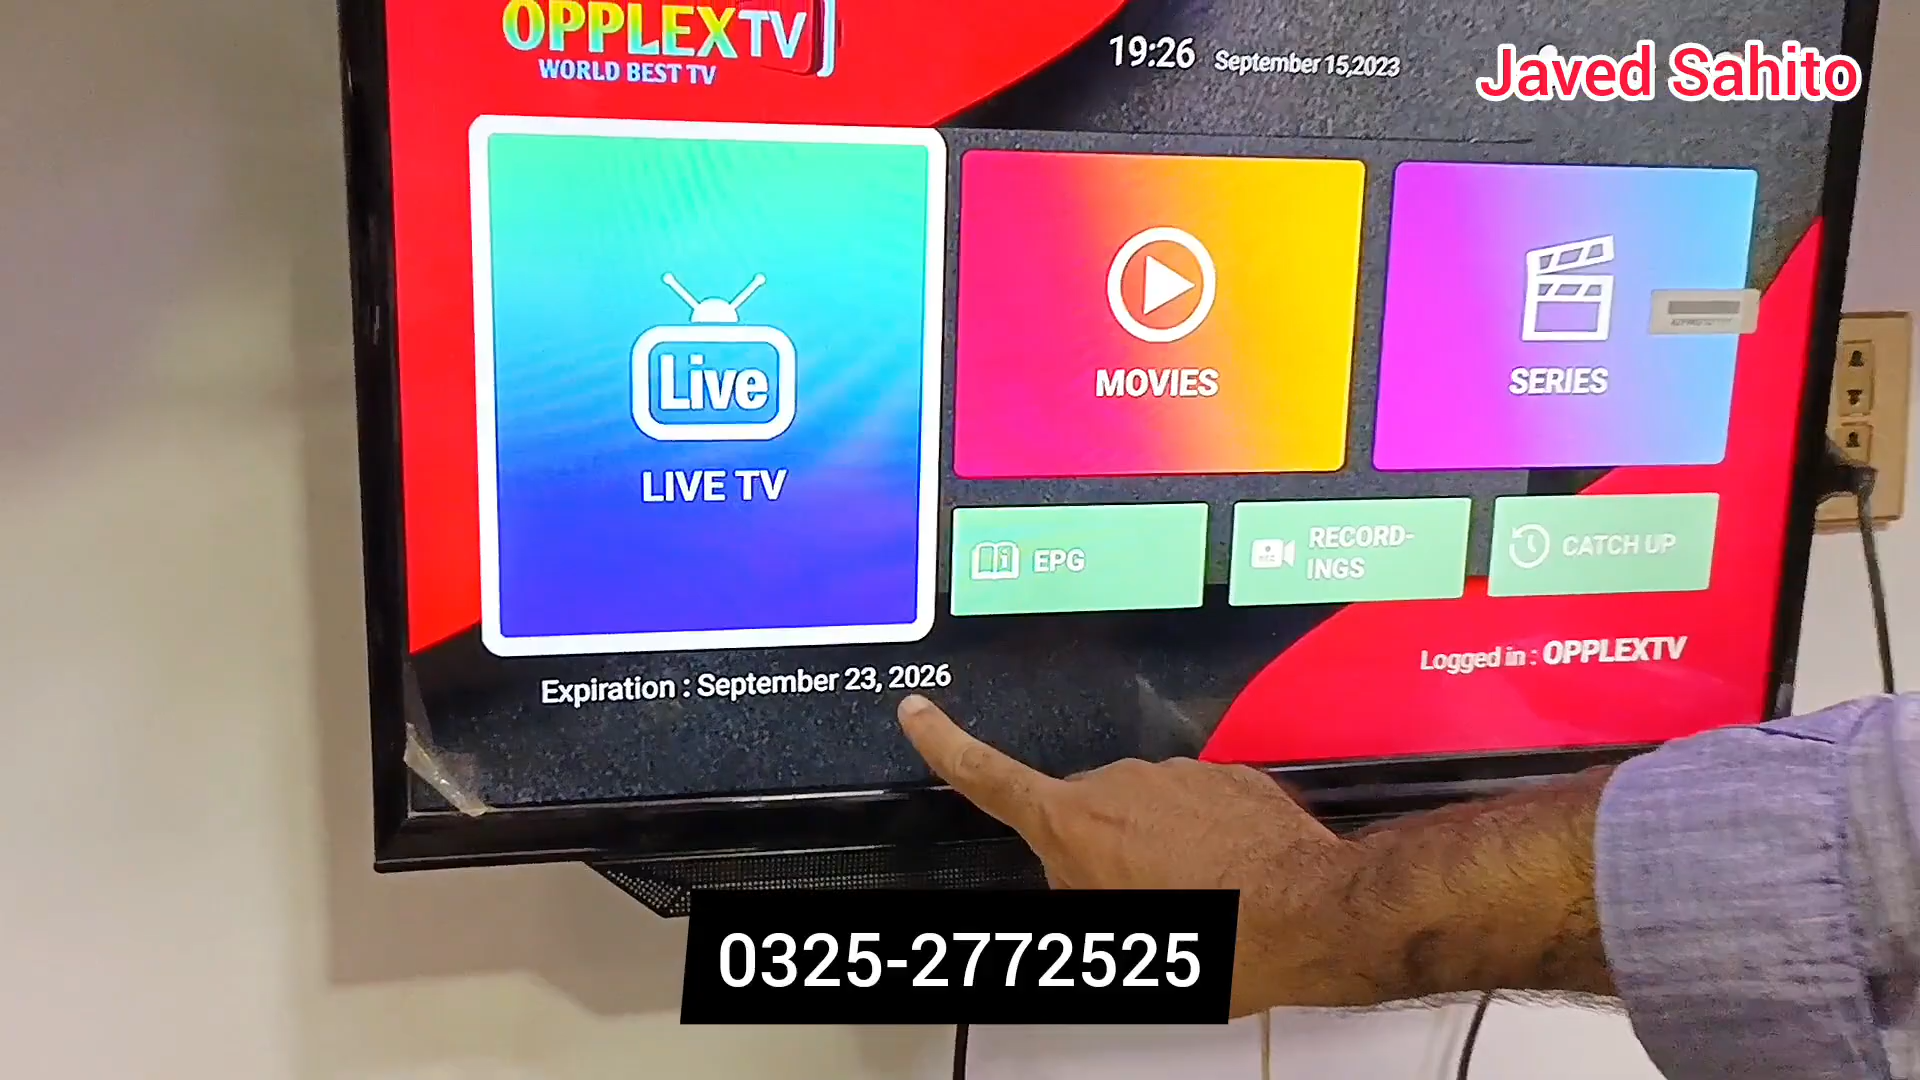 OPPLEXTV
WORLD BEST TV
19:26 September 15,2023
Javed Sahito
Live
LIVE TV
MOVIES
SERIES
EPG
RECORD-
INGS
CATCH UP
Expiration : September 23, 2026
Logged in : OPPLEXTV
0325-2772525